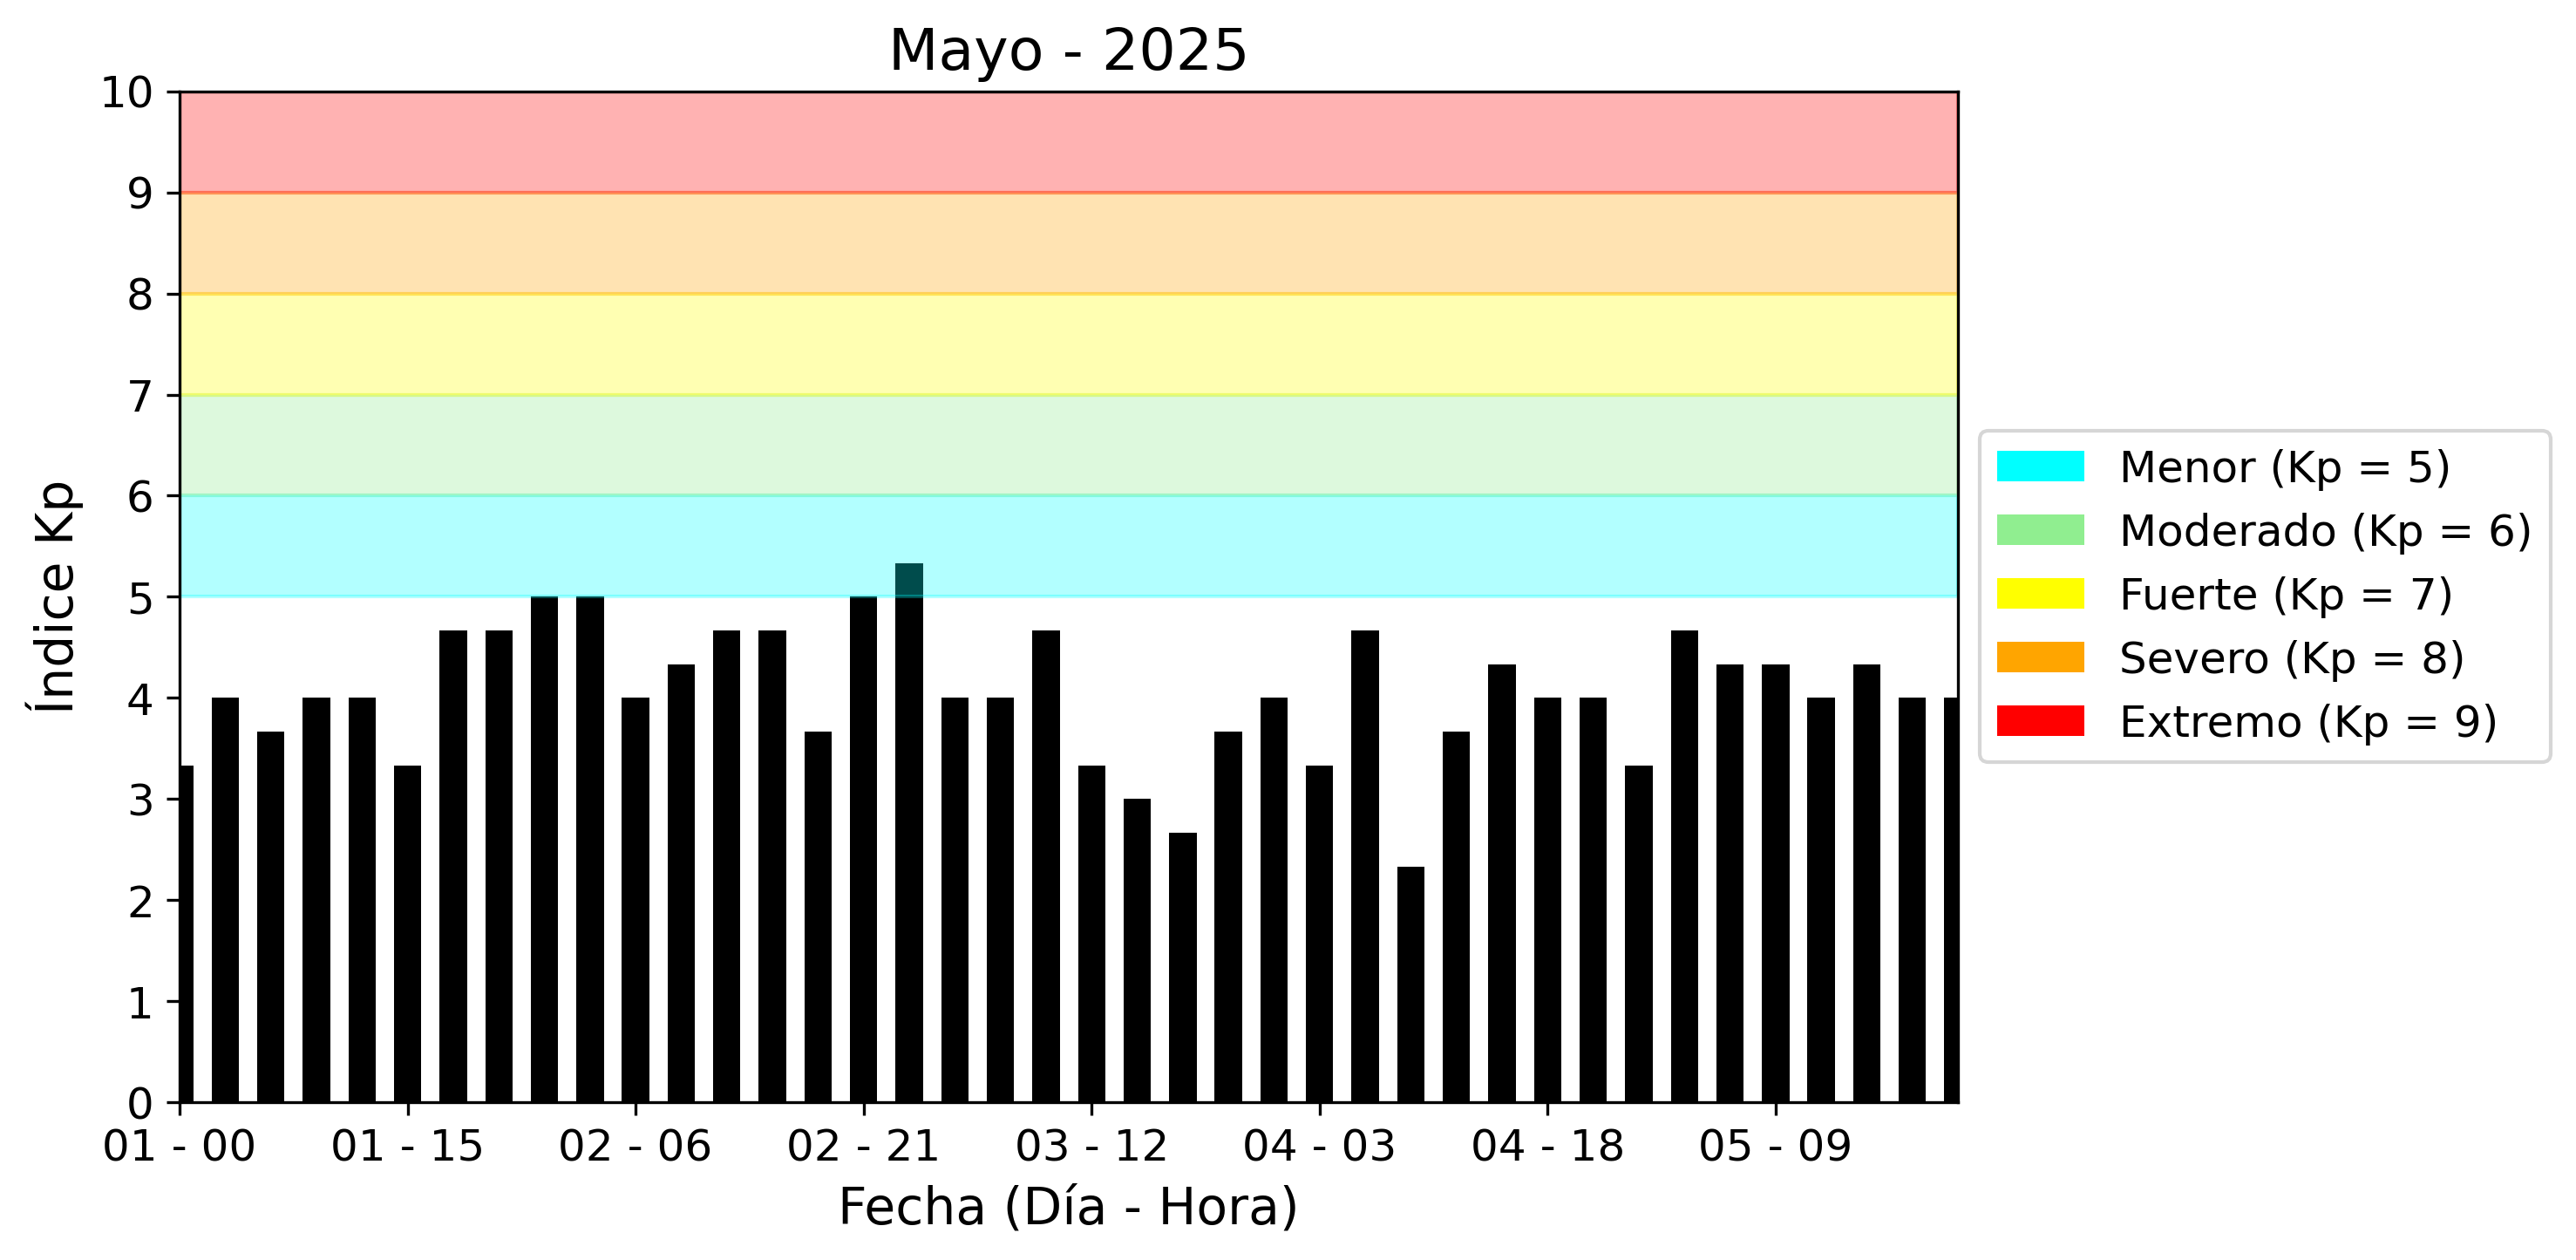 Mayo - 2025
10
9
8
7
6
5
4
3
2
1
0
Índice Kp
01 - 00
01 - 15
02 - 06
02 - 21
03 - 12
04 - 03
04 - 18
05 - 09
Fecha (Día - Hora)
Menor (Kp = 5)
Moderado (Kp = 6)
Fuerte (Kp = 7)
Severo (Kp = 8)
Extremo (Kp = 9)